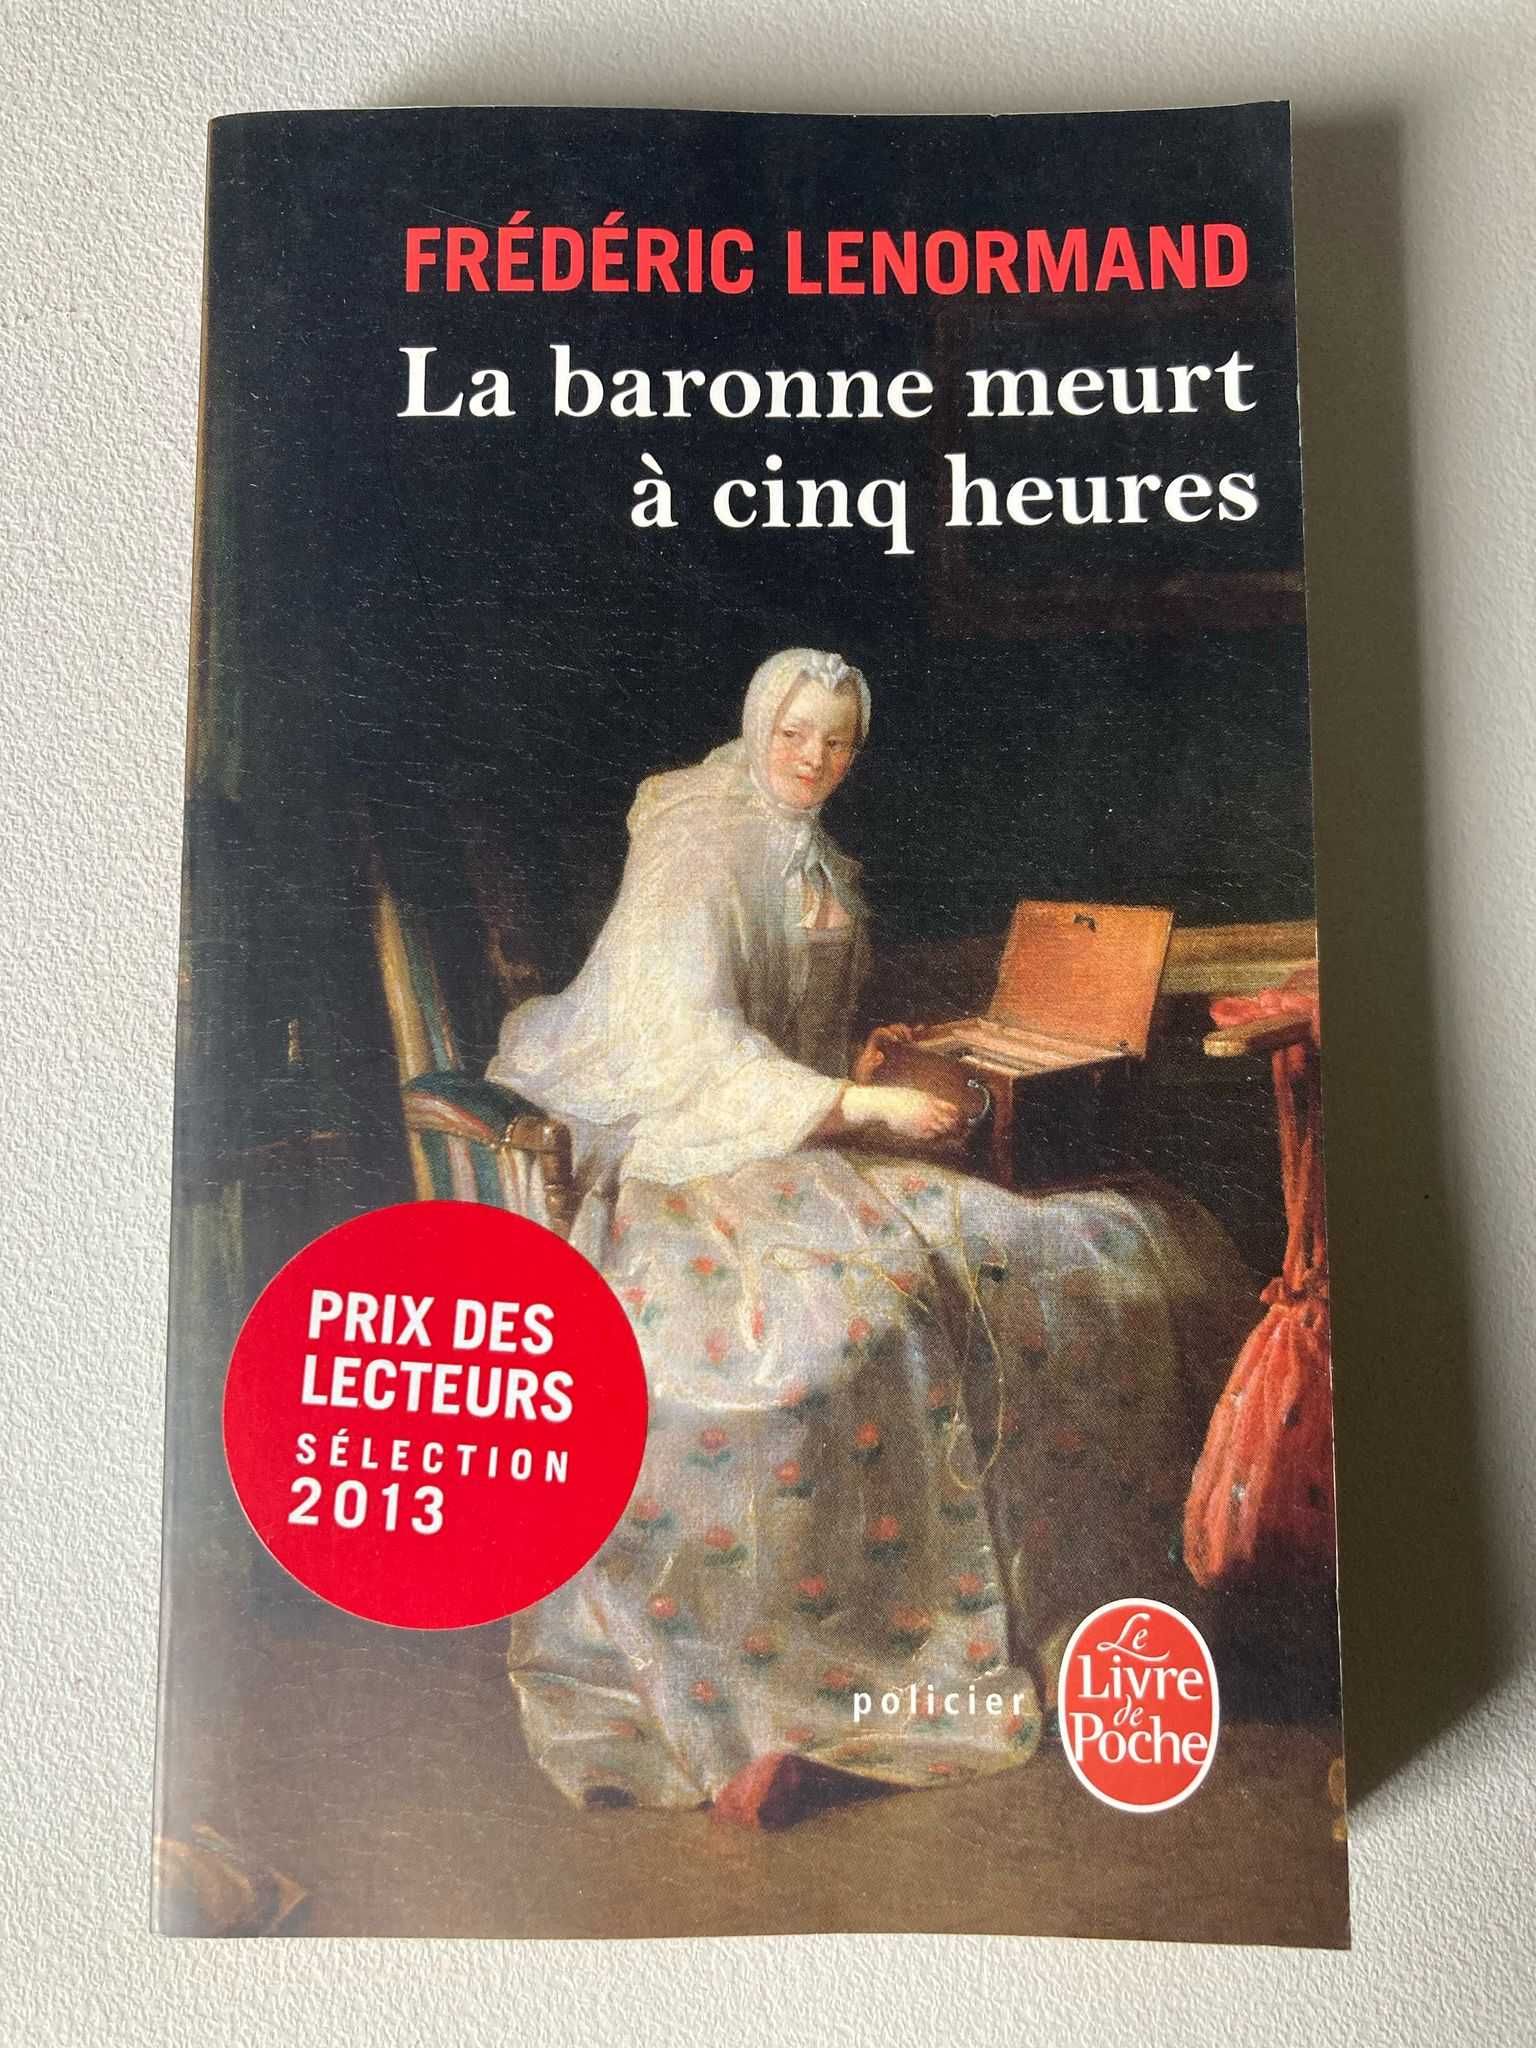 FRÉDÉRIC LENORMAND
La baronne meurt
à cinq heures
PRIX DES
LECTEURS
SÉLECTION
2013
policier
Le
Livre
de
Poche